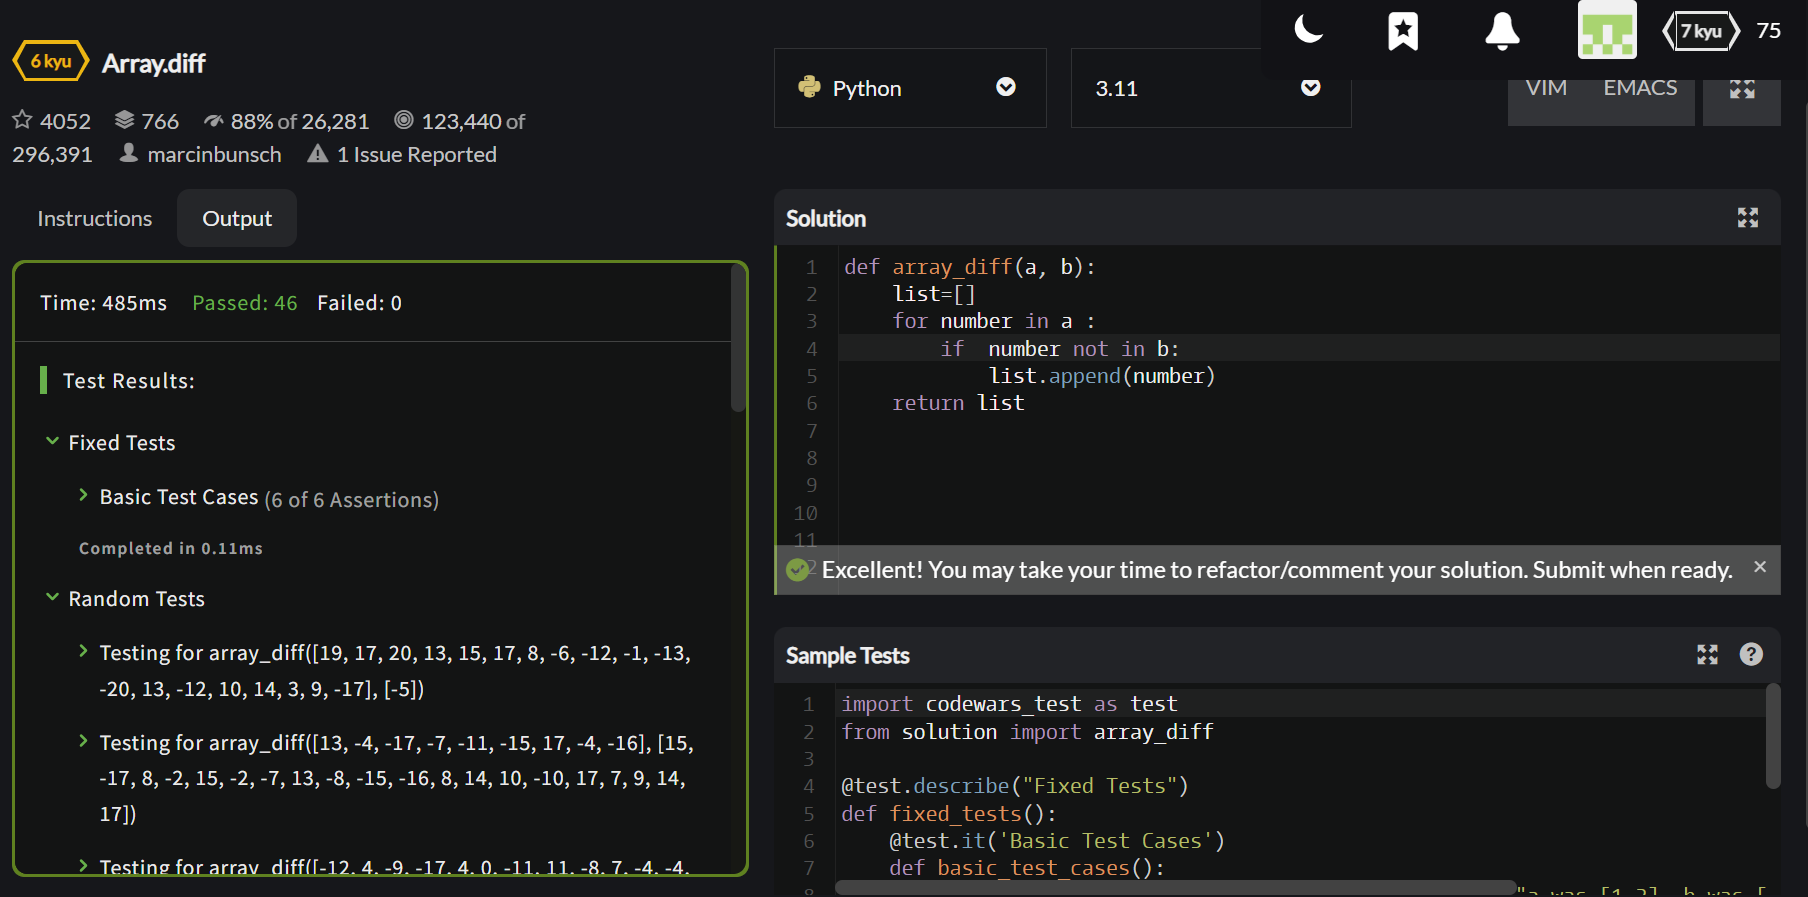 7 kyu 75
6 kyu Array.diff
4052 766 88% of 26,281 123,440 of
296,391 marcinbunsch 1 Issue Reported
Python 3.11 VIM EMACS
Instructions Output
Time: 485ms Passed: 46 Failed: 0
Test Results:
Fixed Tests
Basic Test Cases (6 of 6 Assertions)
Completed in 0.11ms
Random Tests
Testing for array_diff([19, 17, 20, 13, 15, 17, 8, -6, -12, -1, -13,
-20, 13, -12, 10, 14, 3, 9, -17], [-5])
Testing for array_diff([13, -4, -17, -7, -11, -15, 17, -4, -16], [15,
-17, 8, -2, 15, -2, -7, 13, -8, -15, -16, 8, 14, 10, -10, 17, 7, 9, 14,
17])
Testing for array_diff([-12, 4, -9, -17, 4, 0, -11, 11, -8, 7, -4, -4,
Solution
1 def array_diff(a, b):
2     list=[]
3     for number in a :
4         if  number not in b:
5             list.append(number)
6     return list
7
8
9
10
11
Excellent! You may take your time to refactor/comment your solution. Submit when ready. ×
Sample Tests ?
1 import codewars_test as test
2 from solution import array_diff
3
4 @test.describe("Fixed Tests")
5 def fixed_tests():
6     @test.it('Basic Test Cases')
7     def basic_test_cases():
8